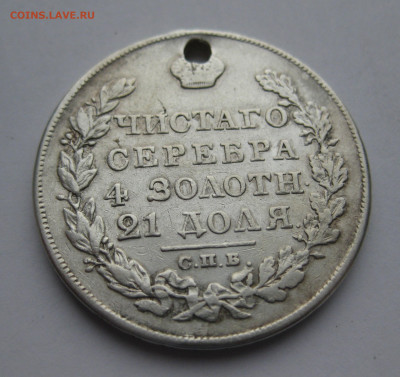 COINS.LAVE.RU
ЧИСТАГО
СЕРЕБРА
4 ЗОЛОТН.
21 ДОЛЯ.
С.П.Б.